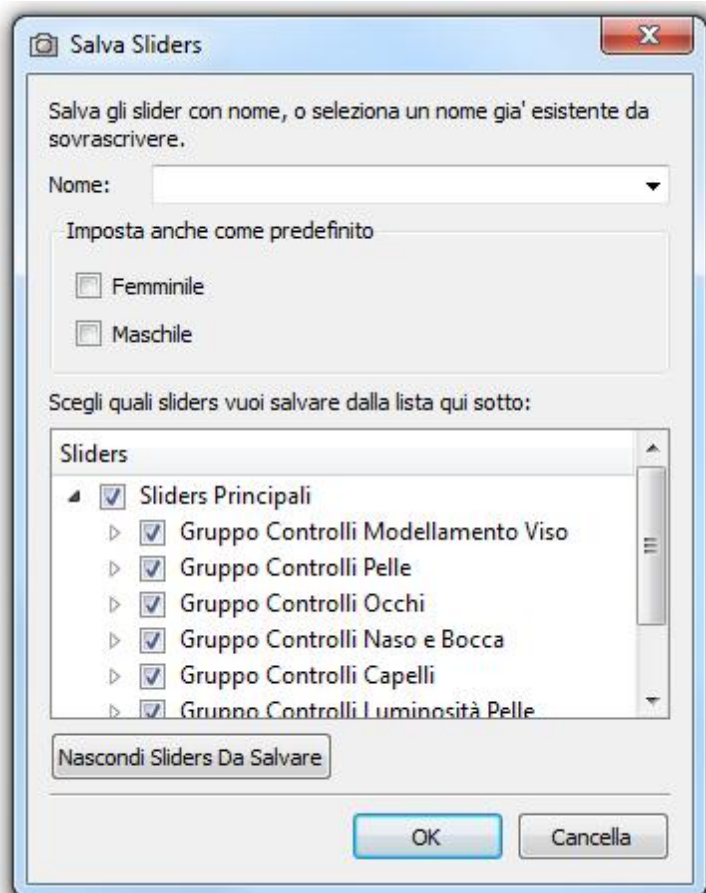 Salva Sliders
Salva gli slider con nome, o seleziona un nome gia' esistente da
sovrascrivere.
Nome:
Imposta anche come predefinito
Femminile
Maschile
Scegli quali sliders vuoi salvare dalla lista qui sotto:
Sliders
Sliders Principali
Gruppo Controlli Modellamento Viso
Gruppo Controlli Pelle
Gruppo Controlli Occhi
Gruppo Controlli Naso e Bocca
Gruppo Controlli Capelli
Gruppo Controlli Luminosità Pelle
Nascondi Sliders Da Salvare
OK
Cancella